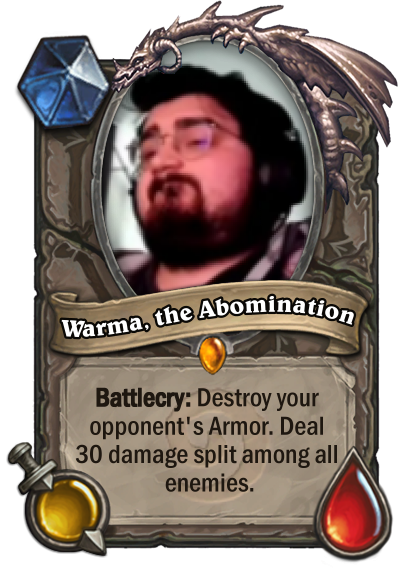 Warma, the Abomination
Battlecry: Destroy your
opponent's Armor. Deal
30 damage split among all
enemies.